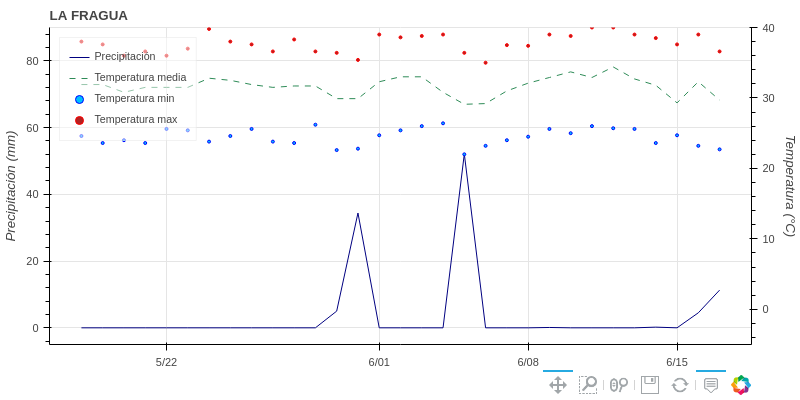 LA FRAGUA
Precipitación
Temperatura media
Temperatura min
Temperatura max
Precipitación (mm)
80
60
40
20
0
Temperatura (°C)
40
30
20
10
0
5/22
6/01
6/08
6/15